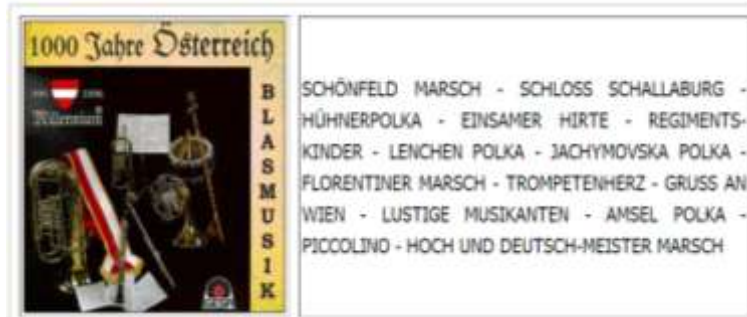 1000 Jahre Österreich
Millennium
BLASMUSIK
SCHÖNFELD MARSCH - SCHLOSS SCHALLABURG -
HÜHNERPOLKA - EINSAMER HIRTE - REGIMENTS-
KINDER - LENCHEN POLKA - JACHYMOVSKA POLKA -
FLORENTINER MARSCH - TROMPETENHERZ - GRUSS AN
WIEN - LUSTIGE MUSIKANTEN - AMSEL POLKA -
PICCOLINO - HOCH UND DEUTSCH-MEISTER MARSCH